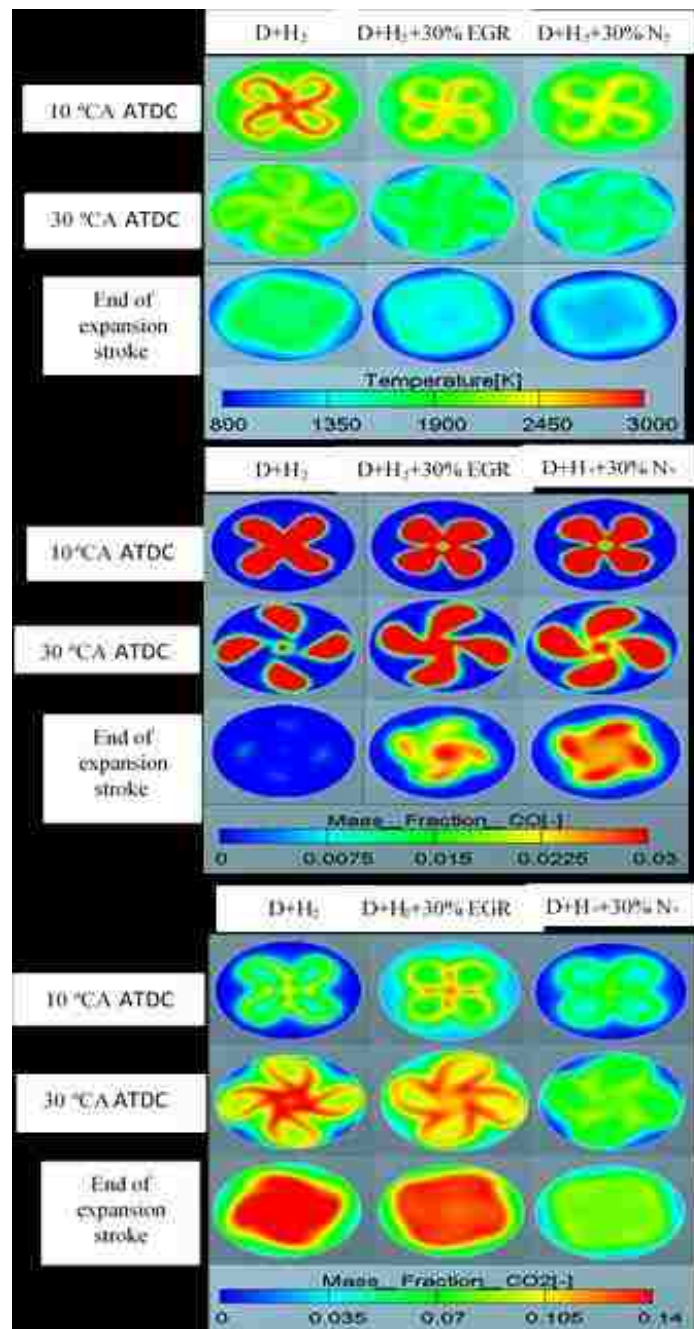 D+H₂ D+H₂+30% EGR D+H₂+30% N₂
10 °CA ATDC
30 °CA ATDC
End of
expansion
stroke
Temperature[K]
800 1350 1900 2450 3000
D+H₂ D+H₂+30% EGR D+H₂+30% N₂
10 °CA ATDC
30 °CA ATDC
End of
expansion
stroke
Mass_Fraction_CO[-]
0 0.0075 0.015 0.0225 0.03
D+H₂ D+H₂+30% EGR D+H₂+30% N₂
10 °CA ATDC
30 °CA ATDC
End of
expansion
stroke
Mass_Fraction_CO2[-]
0 0.035 0.07 0.105 0.14